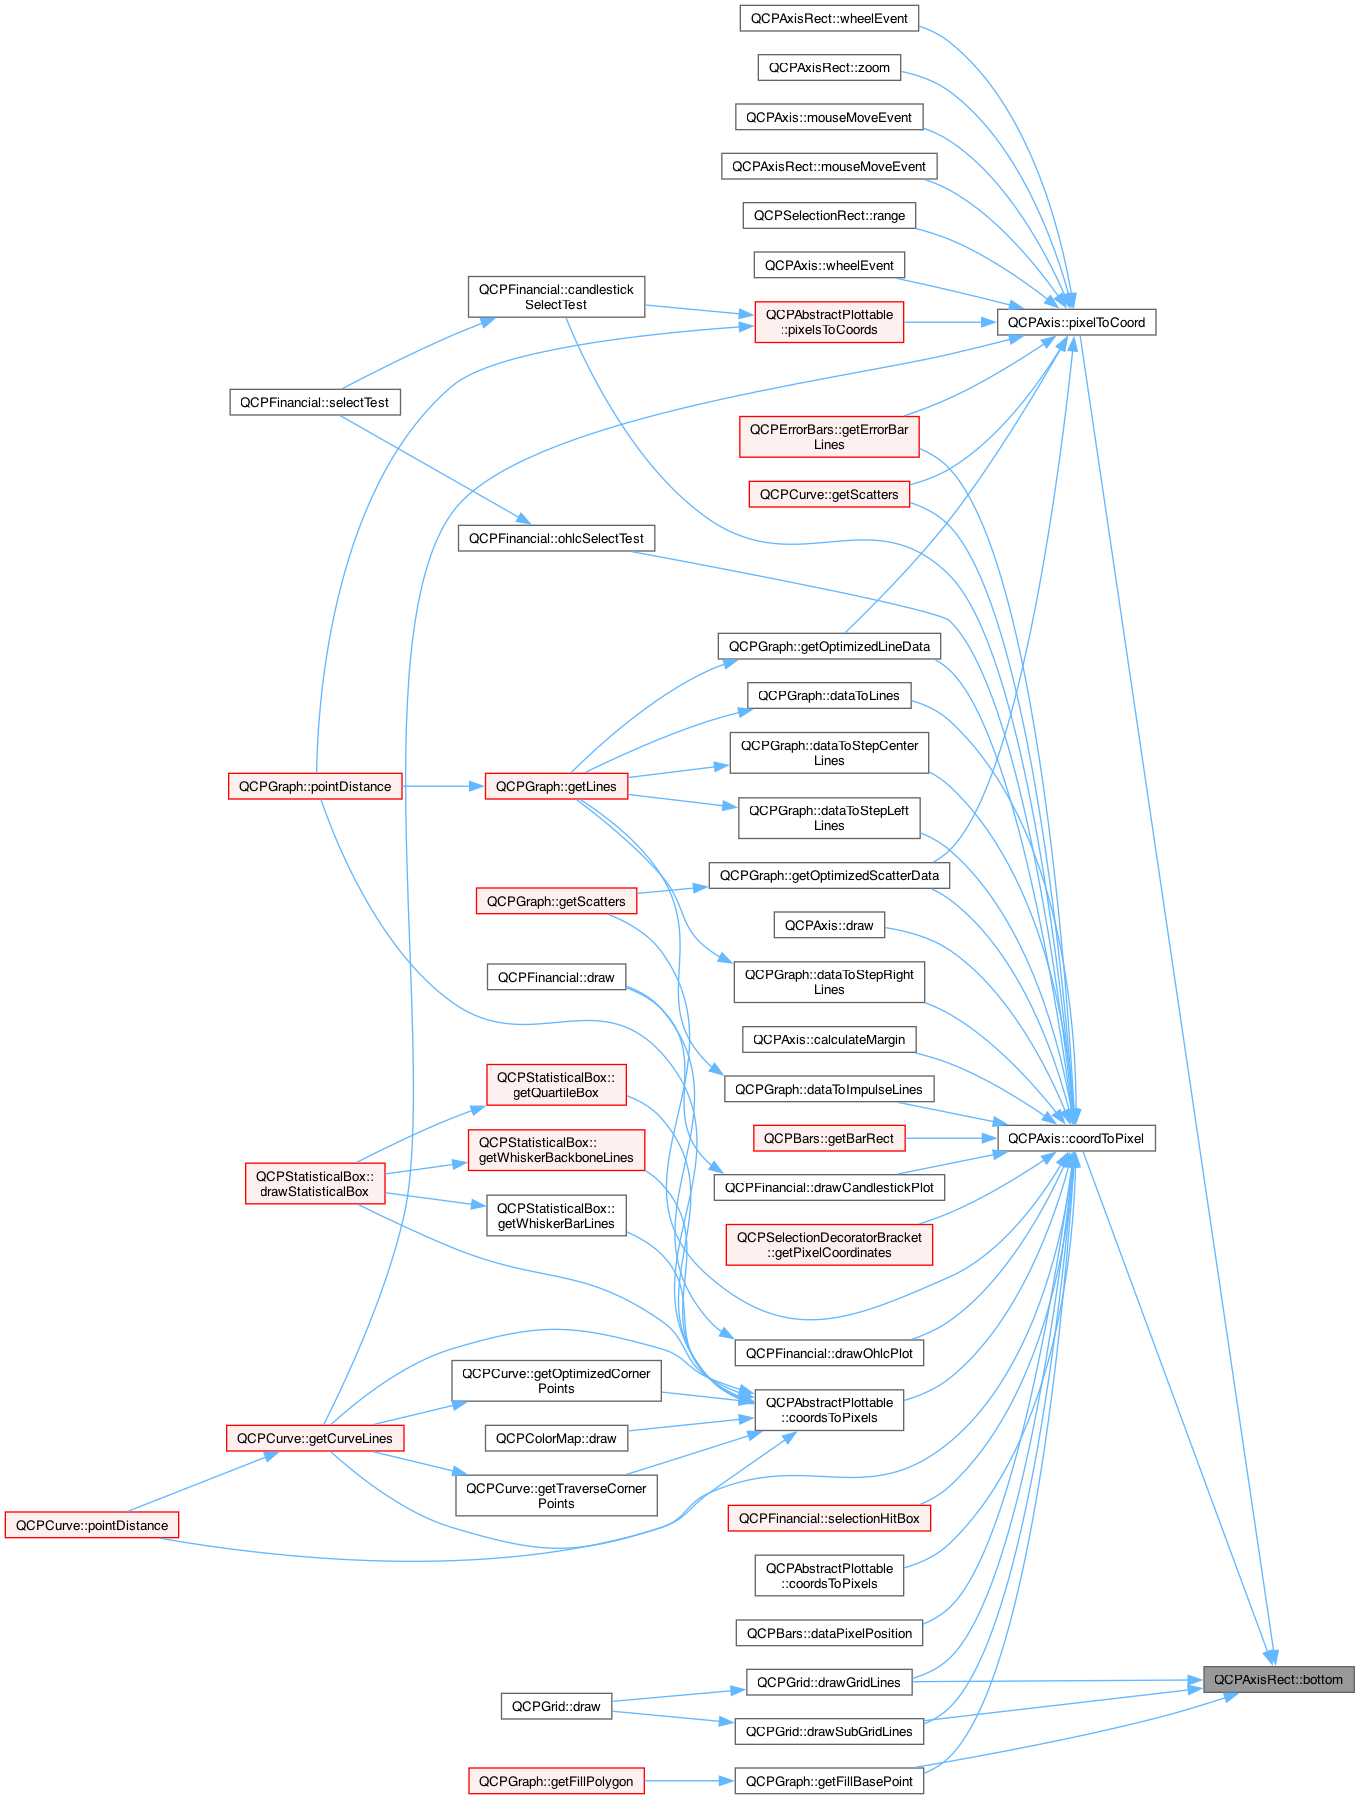 QCPAxisRect::wheelEvent
QCPAxisRect::zoom
QCPAxis::mouseMoveEvent
QCPAxisRect::mouseMoveEvent
QCPSelectionRect::range
QCPAxis::wheelEvent
QCPFinancial::candlestick
SelectTest
QCPAbstractPlottable
::pixelsToCoords
QCPAxis::pixelToCoord
QCPFinancial::selectTest
QCPErrorBars::getErrorBar
Lines
QCPCurve::getScatters
QCPFinancial::ohlcSelectTest
QCPGraph::getOptimizedLineData
QCPGraph::dataToLines
QCPGraph::dataToStepCenter
Lines
QCPGraph::pointDistance
QCPGraph::getLines
QCPGraph::dataToStepLeft
Lines
QCPGraph::getOptimizedScatterData
QCPGraph::getScatters
QCPAxis::draw
QCPFinancial::draw
QCPGraph::dataToStepRight
Lines
QCPAxis::calculateMargin
QCPStatisticalBox::
getQuartileBox
QCPGraph::dataToImpulseLines
QCPStatisticalBox::
getWhiskerBackboneLines
QCPBars::getBarRect
QCPAxis::coordToPixel
QCPStatisticalBox::
drawStatisticalBox
QCPFinancial::drawCandlestickPlot
QCPStatisticalBox::
getWhiskerBarLines
QCPSelectionDecoratorBracket
::getPixelCoordinates
QCPFinancial::drawOhlcPlot
QCPCurve::getOptimizedCorner
Points
QCPAbstractPlottable
::coordsToPixels
QCPCurve::getCurveLines
QCPColorMap::draw
QCPCurve::getTraverseCorner
Points
QCPCurve::pointDistance
QCPFinancial::selectionHitBox
QCPAbstractPlottable
::coordsToPixels
QCPBars::dataPixelPosition
QCPGrid::drawGridLines
QCPAxisRect::bottom
QCPGrid::draw
QCPGrid::drawSubGridLines
QCPGraph::getFillPolygon
QCPGraph::getFillBasePoint